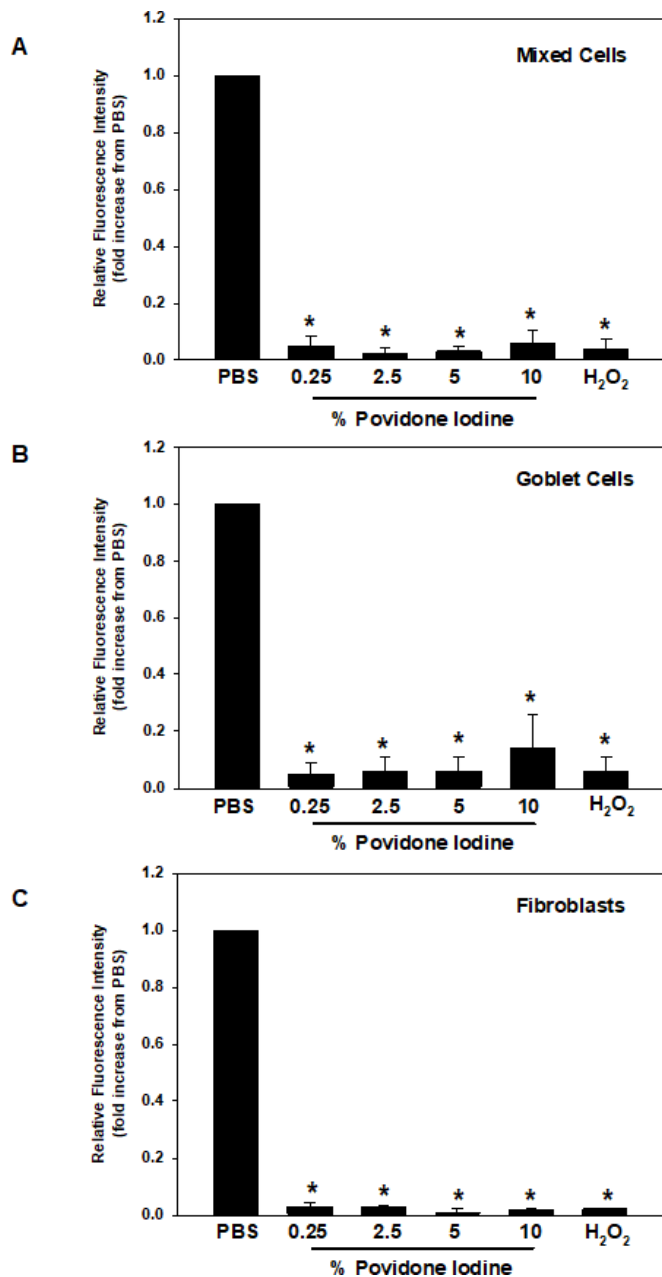 A
Mixed Cells
Relative Fluorescence Intensity
(fold increase from PBS)
1.2
1.0
0.8
0.6
0.4
0.2
0.0
* * * * *
PBS 0.25 2.5 5 10 H₂O₂
% Povidone Iodine
B
Goblet Cells
Relative Fluorescence Intensity
(fold increase from PBS)
1.2
1.0
0.8
0.6
0.4
0.2
0.0
* * * * *
PBS 0.25 2.5 5 10 H₂O₂
% Povidone Iodine
C
Fibroblasts
Relative Fluorescence Intensity
(fold increase from PBS)
1.2
1.0
0.8
0.6
0.4
0.2
0.0
* * * * *
PBS 0.25 2.5 5 10 H₂O₂
% Povidone Iodine